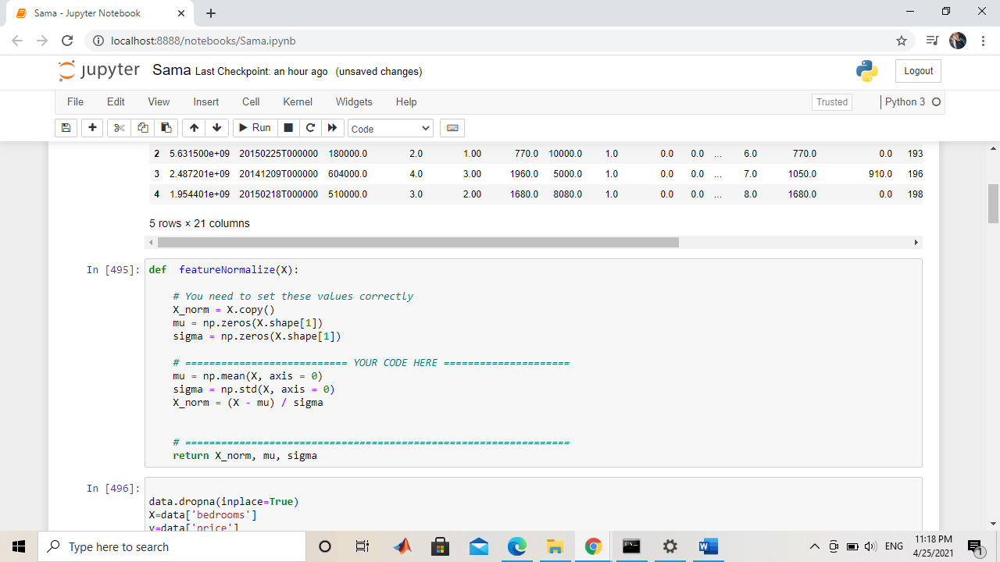 Sama - Jupyter Notebook
localhost:8888/notebooks/Sama.ipynb
jupyter Sama Last Checkpoint: an hour ago (unsaved changes) Logout
File Edit View Insert Cell Kernel Widgets Help Trusted Python 3
Run Code
2 5.631500e+09 20150225T000000 180000.0 2.0 1.00 770.0 10000.0 1.0 0.0 0.0 ... 6.0 770.0 0.0 193
3 2.487201e+09 20141209T000000 604000.0 4.0 3.00 1960.0 5000.0 1.0 0.0 0.0 ... 7.0 1050.0 910.0 196
4 1.954401e+09 20150218T000000 510000.0 3.0 2.00 1680.0 8080.0 1.0 0.0 0.0 ... 8.0 1680.0 0.0 198
5 rows × 21 columns
In [495]: def  featureNormalize(X):
# You need to set these values correctly
X_norm = X.copy()
mu = np.zeros(X.shape[1])
sigma = np.zeros(X.shape[1])
# =========================== YOUR CODE HERE =====================
mu = np.mean(X, axis = 0)
sigma = np.std(X, axis = 0)
X_norm = (X - mu) / sigma
# ================================================================
return X_norm, mu, sigma
In [496]:
data.dropna(inplace=True)
X=data['bedrooms']
y=data['price']
Type here to search
ENG
11:18 PM
4/25/2021
1